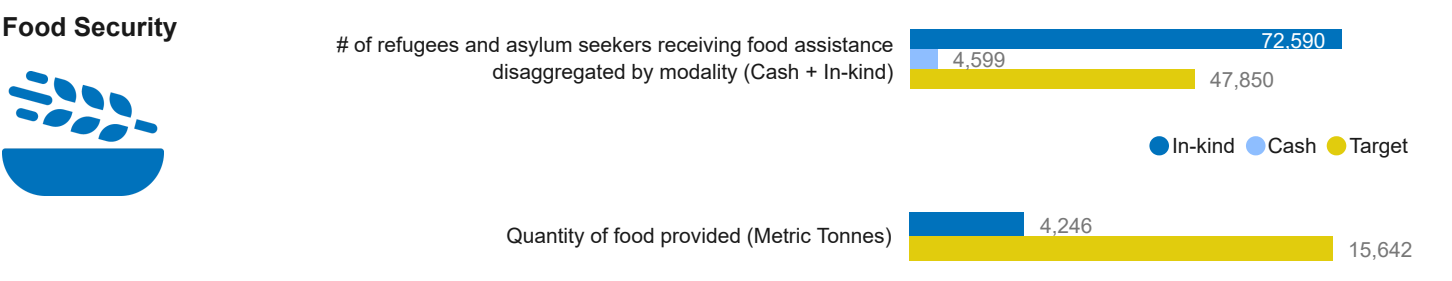 Food Security
# of refugees and asylum seekers receiving food assistance
disaggregated by modality (Cash + In-kind)
72,590
4,599
47,850
In-kind Cash Target
Quantity of food provided (Metric Tonnes)
4,246
15,642